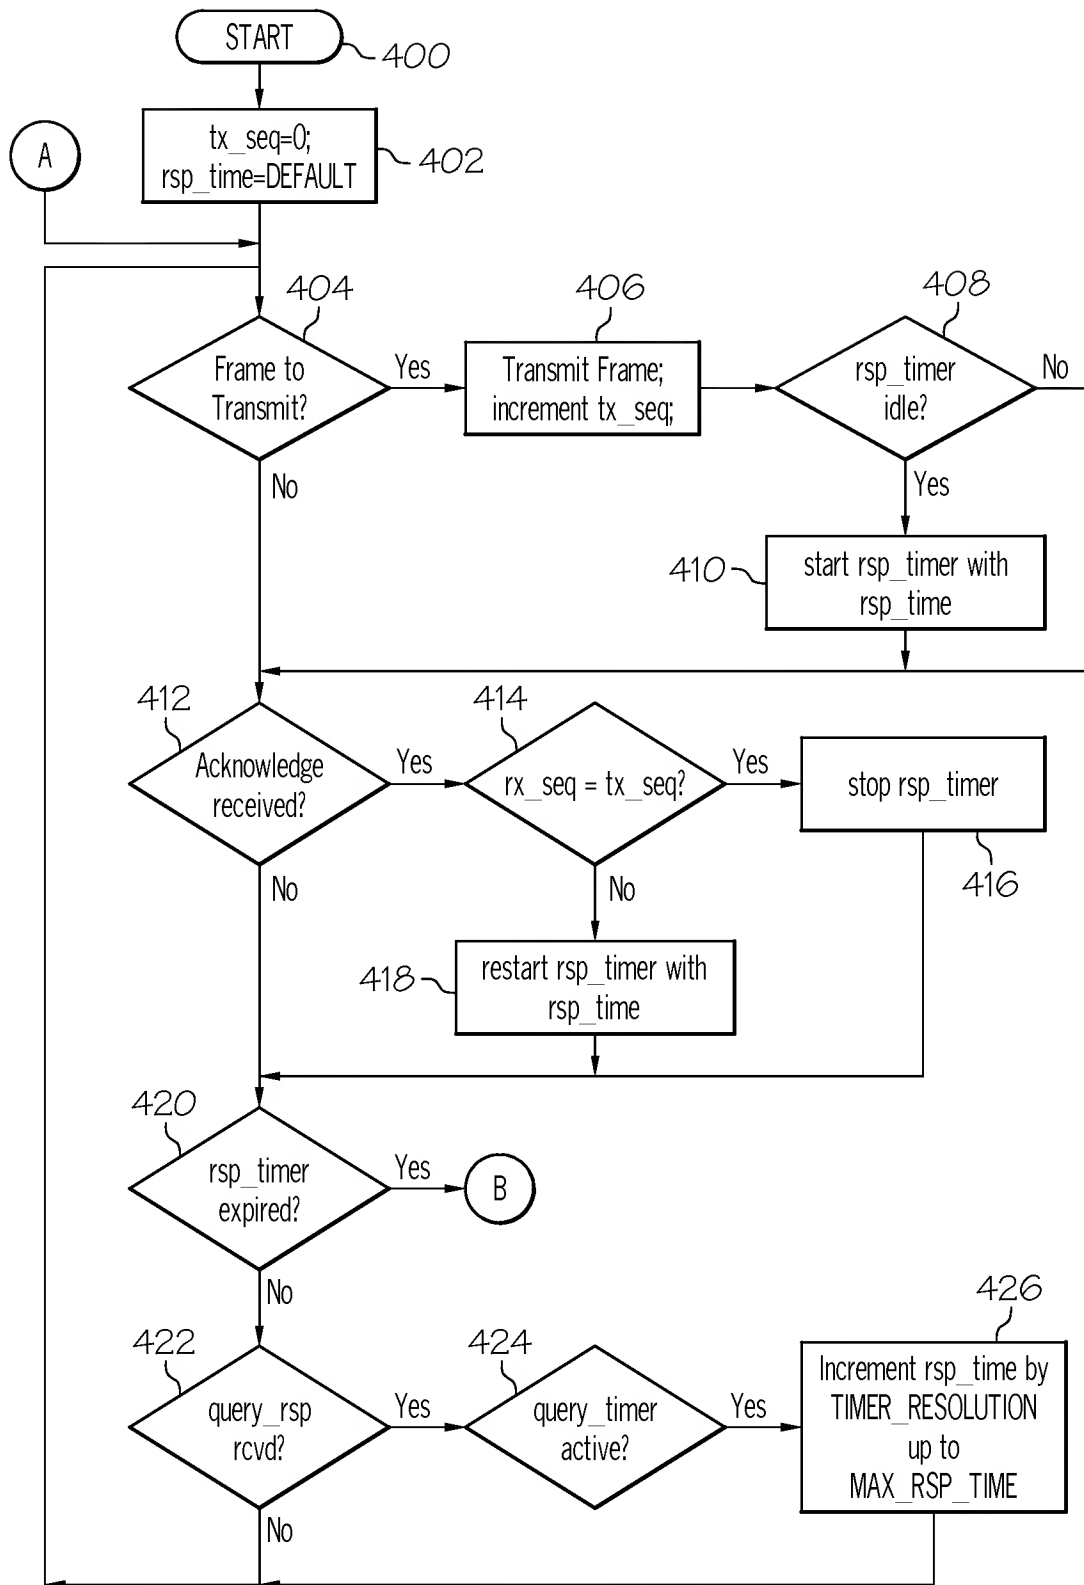 START
400
tx_seq=0;
rsp_time=DEFAULT
402
A
404
Frame to
Transmit?
Yes
No
406
Transmit Frame;
increment tx_seq;
408
rsp_timer
idle?
No
Yes
410
start rsp_timer with
rsp_time
412
Acknowledge
received?
Yes
No
414
rx_seq = tx_seq?
Yes
No
stop rsp_timer
416
418
restart rsp_timer with
rsp_time
420
rsp_timer
expired?
Yes
B
No
422
query_rsp
rcvd?
Yes
No
424
query_timer
active?
Yes
426
Increment rsp_time by
TIMER_RESOLUTION
up to
MAX_RSP_TIME